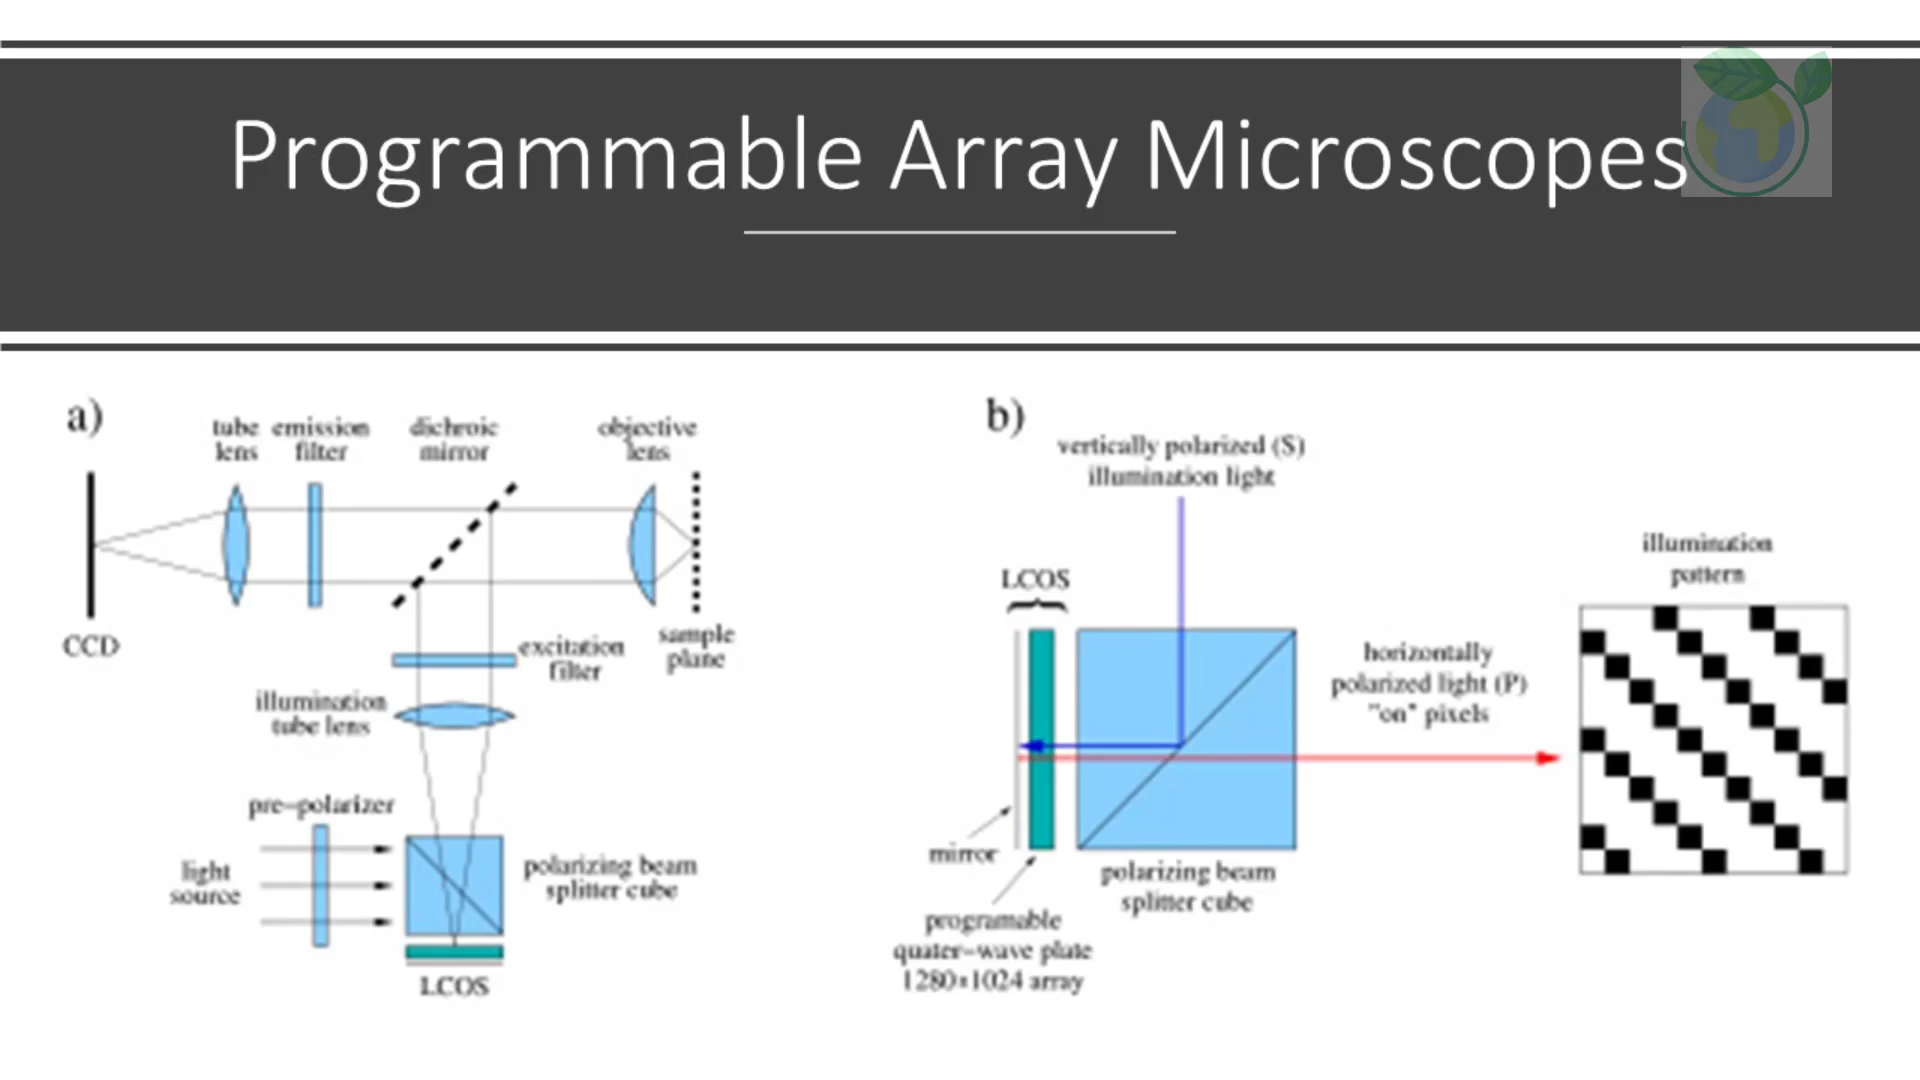 Programmable Array Microscopes
a)
tube
lens
emission
filter
dichroic
mirror
objective
lens
CCD
sample
plane
excitation
filter
illumination
tube lens
pre-polarizer
light
source
polarizing beam
splitter cube
LCOS
b)
vertically polarized (S)
illumination light
LCOS
illumination
pattern
horizontally
polarized light (P)
"on" pixels
mirror
polarizing beam
splitter cube
programable
quater-wave plate
1280×1024 array